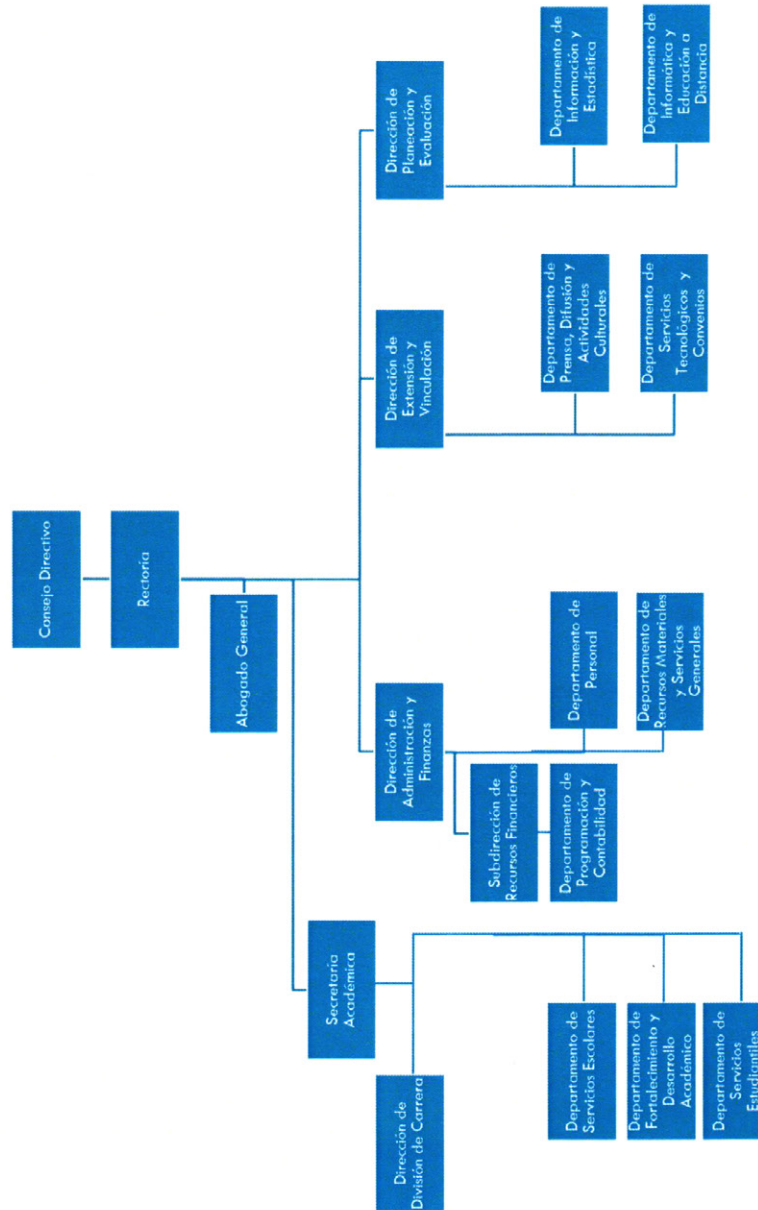 Consejo Directivo
Rectoría
Abogado General
Secretaría
Académica
Dirección de
División de Carrera
Departamento de
Servicios Escolares
Departamento de
Fortalecimiento y
Desarrollo
Académico
Departamento de
Servicios
Estudiantiles
Dirección de
Administración y
Finanzas
Subdirección de
Recursos Financieros
Departamento de
Programación y
Contabilidad
Departamento de
Personal
Departamento de
Recursos Materiales
y Servicios
Generales
Dirección de
Extensión y
Vinculación
Departamento de
Prensa, Difusión y
Actividades
Culturales
Departamento de
Servicios
Tecnológicos y
Convenios
Dirección de
Planeación y
Evaluación
Departamento de
Información y
Estadística
Departamento de
Informática y
Educación a
Distancia